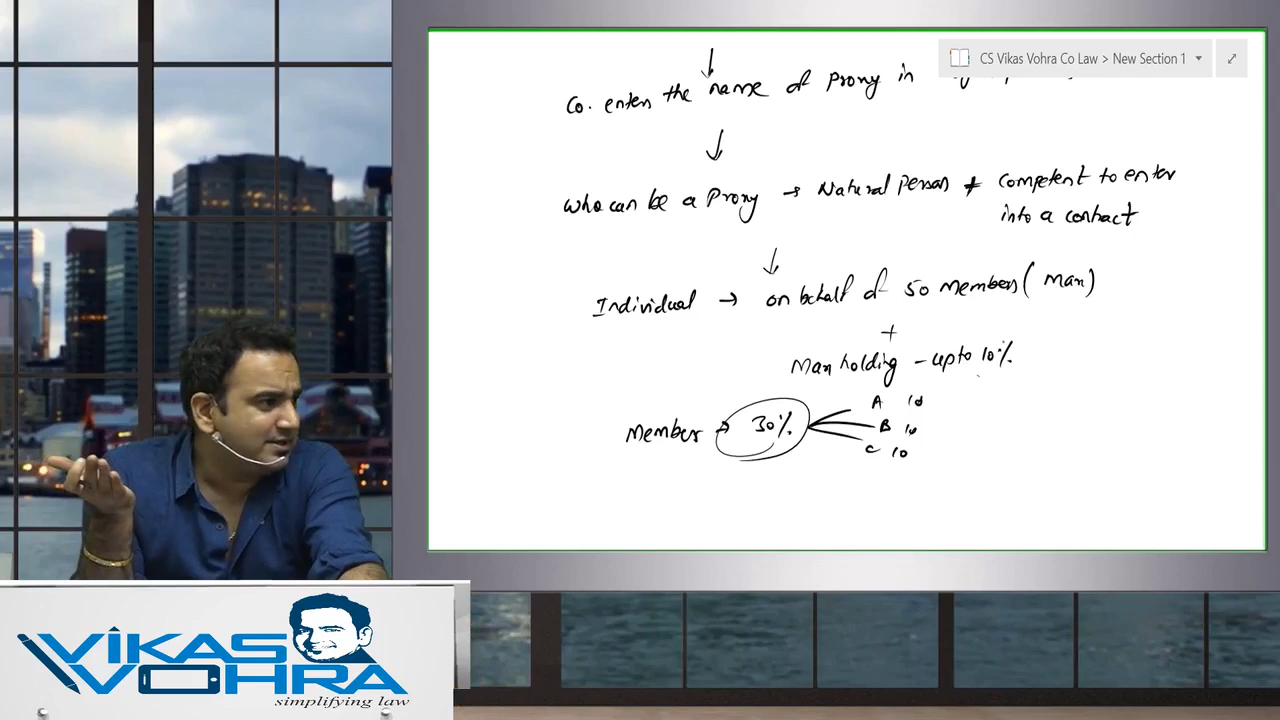 CS Vikas Vohra Co Law > New Section 1
Co. enters the name of Proxy in
who can be a Proxy → Natural person + competent to enter
into a contact
Individual → on behalf of 50 members (Max)
+
Max holding - upto 10%
Member → 30%
A 10
B 10
C 10
VIKAS
VOHRA
simplifying law